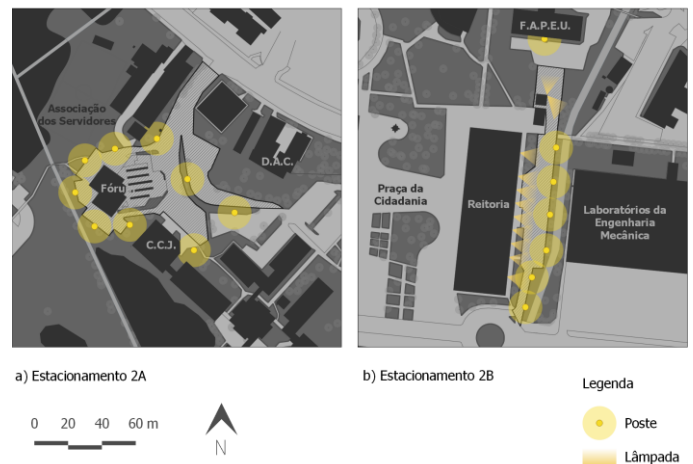 Associação
dos Servidores
Fóru
D.A.C.
C.C.J.
F.A.P.E.U.
Praça da
Cidadania
Reitoria
Laboratórios da
Engenharia
Mecânica
a) Estacionamento 2A
b) Estacionamento 2B
0 20 40 60 m
N
Legenda
Poste
Lâmpada